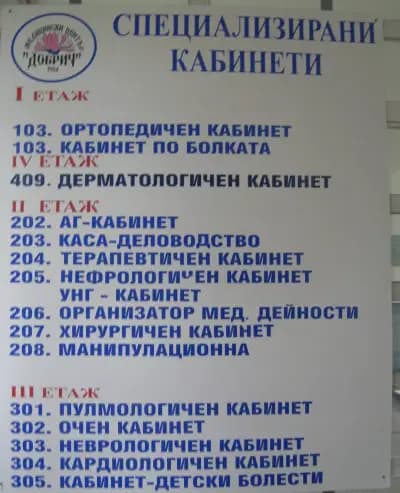 МЕДИЦИНСКИ ЦЕНТЪР
"ДОБРИЧ"
СПЕЦИАЛИЗИРАНИ
КАБИНЕТИ
I ЕТАЖ
103. ОРТОПЕДИЧЕН КАБИНЕТ
103. КАБИНЕТ ПО БОЛКАТА
IV ЕТАЖ
409. ДЕРМАТОЛОГИЧЕН КАБИНЕТ
II ЕТАЖ
202. АГ-КАБИНЕТ
203. КАСА-ДЕЛОВОДСТВО
204. ТЕРАПЕВТИЧЕН КАБИНЕТ
205. НЕФРОЛОГИЧЕН КАБИНЕТ
УНГ - КАБИНЕТ
206. ОРГАНИЗАТОР МЕД. ДЕЙНОСТИ
207. ХИРУРГИЧЕН КАБИНЕТ
208. МАНИПУЛАЦИОННА
III ЕТАЖ
301. ПУЛМОЛОГИЧЕН КАБИНЕТ
302. ОЧЕН КАБИНЕТ
303. НЕВРОЛОГИЧЕН КАБИНЕТ
304. КАРДИОЛОГИЧЕН КАБИНЕТ
305. КАБИНЕТ-ДЕТСКИ БОЛЕСТИ